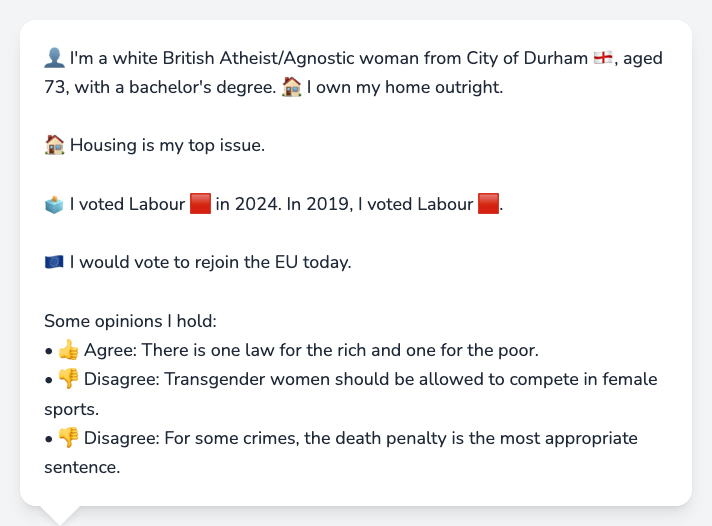 👤 I'm a white British Atheist/Agnostic woman from City of Durham 🏴󠁧󠁢󠁥󠁮󠁧󠁿, aged
73, with a bachelor's degree. 🏠 I own my home outright.
🏠 Housing is my top issue.
🗳️ I voted Labour 🟥 in 2024. In 2019, I voted Labour 🟥.
🇪🇺 I would vote to rejoin the EU today.
Some opinions I hold:
• 👍 Agree: There is one law for the rich and one for the poor.
• 👎 Disagree: Transgender women should be allowed to compete in female
sports.
• 👎 Disagree: For some crimes, the death penalty is the most appropriate
sentence.